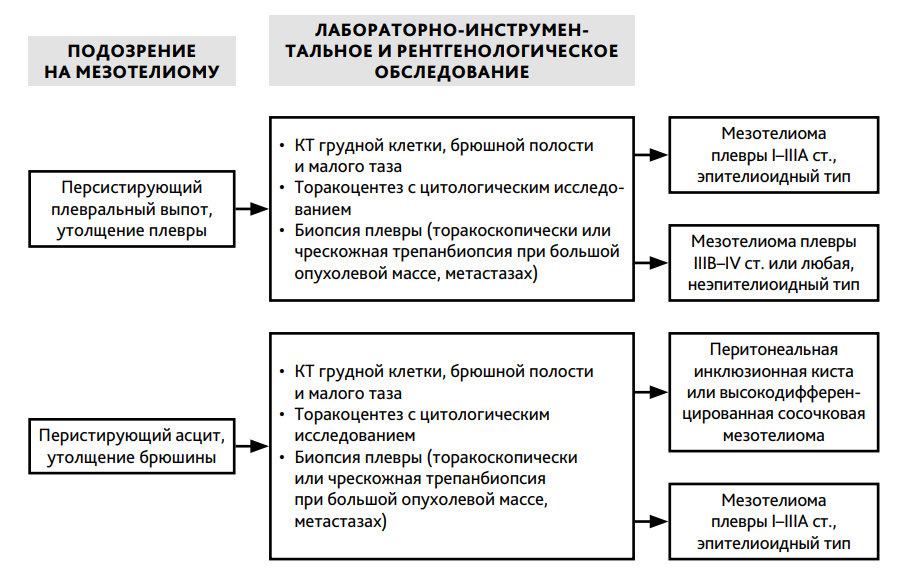 ПОДОЗРЕНИЕ
НА МЕЗОТЕЛИОМУ
ЛАБОРАТОРНО-ИНСТРУМЕН-
ТАЛЬНОЕ И РЕНТГЕНОЛОГИЧЕСКОЕ
ОБСЛЕДОВАНИЕ
Персистирующий
плевральный выпот,
утолщение плевры
• КТ грудной клетки, брюшной полости
и малого таза
• Торакоцентез с цитологическим исследо-
ванием
• Биопсия плевры (торакоскопически или
чрескожная трепанбиопсия при большой
опухолевой массе, метастазах)
Мезотелиома
плевры I–IIIA ст.,
эпителиоидный тип
Мезотелиома плевры
IIIB–IV ст. или любая,
неэпителиоидный тип
Перистирующий асцит,
утолщение брюшины
• КТ грудной клетки, брюшной полости
и малого таза
• Торакоцентез с цитологическим
исследованием
• Биопсия плевры (торакоскопически
или чрескожная трепанбиопсия
при большой опухолевой массе,
метастазах)
Перитонеальная
инклюзионная киста
или высокодифферен-
цированная сосочковая
мезотелиома
Мезотелиома
плевры I–IIIA ст.,
эпителиоидный тип